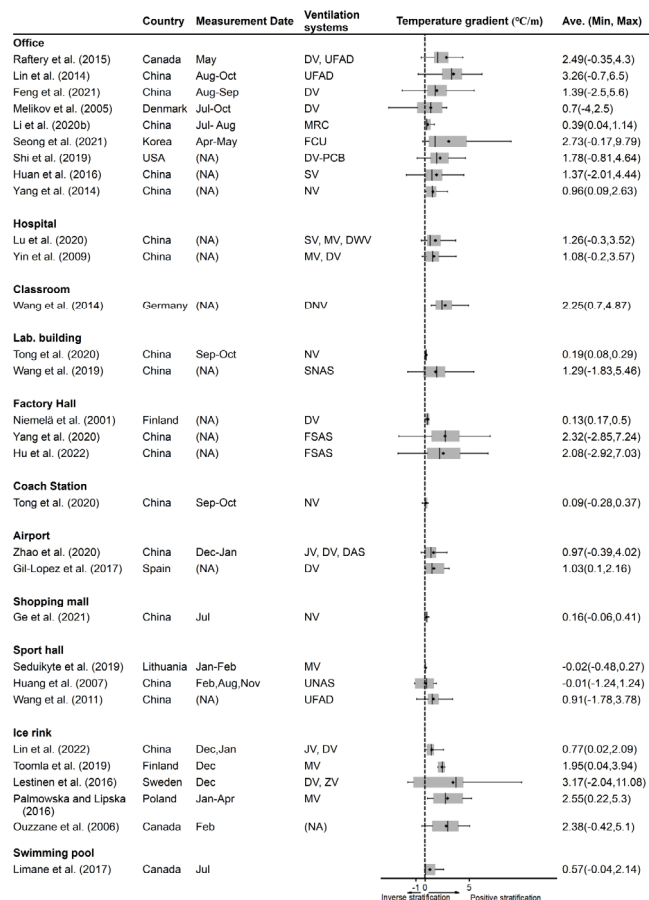 Country Measurement Date Ventilation systems Temperature gradient (°C/m) Ave. (Min, Max)
Office
Raftery et al. (2015) Canada May DV, UFAD 2.49(-0.35,4.3)
Lin et al. (2014) China Aug-Oct UFAD 3.26(-0.7,6.5)
Feng et al. (2021) China Aug-Sep DV 1.39(-2.5,5.6)
Melikov et al. (2005) Denmark Jul-Oct DV 0.7(-4,2.5)
Li et al. (2020b) China Jul- Aug MRC 0.39(0.04,1.14)
Seong et al. (2021) Korea Apr-May FCU 2.73(-0.17,9.79)
Shi et al. (2019) USA (NA) DV-PCB 1.78(-0.81,4.64)
Huan et al. (2016) China (NA) SV 1.37(-2.01,4.44)
Yang et al. (2014) China (NA) NV 0.96(0.09,2.63)
Hospital
Lu et al. (2020) China (NA) SV, MV, DWV 1.26(-0.3,3.52)
Yin et al. (2009) China (NA) MV, DV 1.08(-0.2,3.57)
Classroom
Wang et al. (2014) Germany (NA) DNV 2.25(0.7,4.87)
Lab. building
Tong et al. (2020) China Sep-Oct NV 0.19(0.08,0.29)
Wang et al. (2019) China (NA) SNAS 1.29(-1.83,5.46)
Factory Hall
Niemelä et al. (2001) Finland (NA) DV 0.13(0.17,0.5)
Yang et al. (2020) China (NA) FSAS 2.32(-2.85,7.24)
Hu et al. (2022) China (NA) FSAS 2.08(-2.92,7.03)
Coach Station
Tong et al. (2020) China Sep-Oct NV 0.09(-0.28,0.37)
Airport
Zhao et al. (2020) China Dec-Jan JV, DV, DAS 0.97(-0.39,4.02)
Gil-Lopez et al. (2017) Spain (NA) DV 1.03(0.1,2.16)
Shopping mall
Ge et al. (2021) China Jul NV 0.16(-0.06,0.41)
Sport hall
Seduikyte et al. (2019) Lithuania Jan-Feb MV -0.02(-0.48,0.27)
Huang et al. (2007) China Feb,Aug,Nov UNAS -0.01(-1.24,1.24)
Wang et al. (2011) China (NA) UFAD 0.91(-1.78,3.78)
Ice rink
Lin et al. (2022) China Dec,Jan JV, DV 0.77(0.02,2.09)
Toomla et al. (2019) Finland Dec MV 1.95(0.04,3.94)
Lestinen et al. (2016) Sweden Dec DV, ZV 3.17(-2.04,11.08)
Palmowska and Lipska (2016) Poland Jan-Apr MV 2.55(0.22,5.3)
Ouzzane et al. (2006) Canada Feb (NA) 2.38(-0.42,5.1)
Swimming pool
Limane et al. (2017) Canada Jul 0.57(-0.04,2.14)
-1 0 5
Inverse stratification Positive stratification